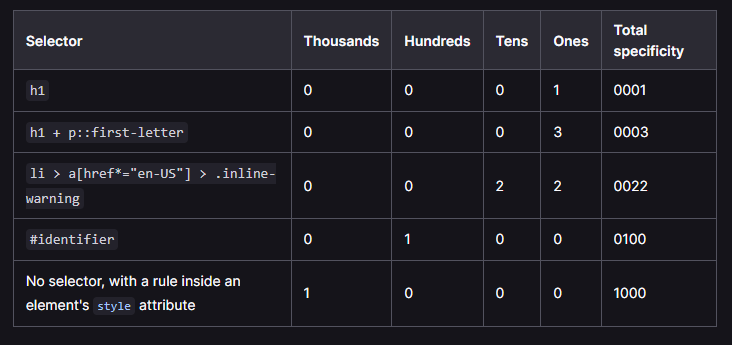 Selector Thousands Hundreds Tens Ones Total
specificity
h1 0 0 0 1 0001
h1 + p::first-letter 0 0 0 3 0003
li > a[href*="en-US"] > .inline-
warning 0 0 2 2 0022
#identifier 0 1 0 0 0100
No selector, with a rule inside an
element's style attribute 1 0 0 0 1000